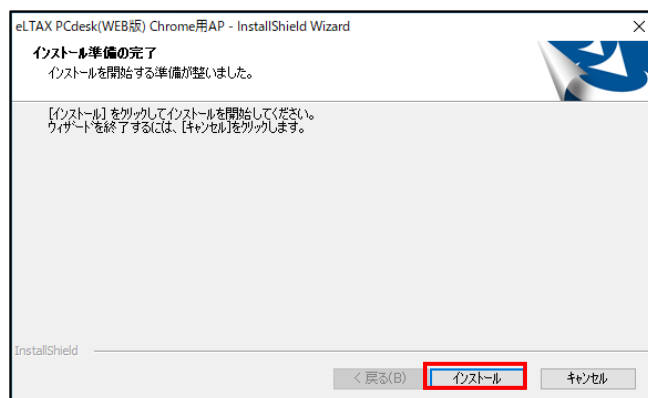 eLTAX PCdesk(WEB版) Chrome用AP - InstallShield Wizard
インストール準備の完了
インストールを開始する準備が整いました。
[インストール] をクリックしてインストールを開始してください。
ウィザードを終了するには、[キャンセル]をクリックします。
InstallShield
< 戻る(B)
インストール
キャンセル